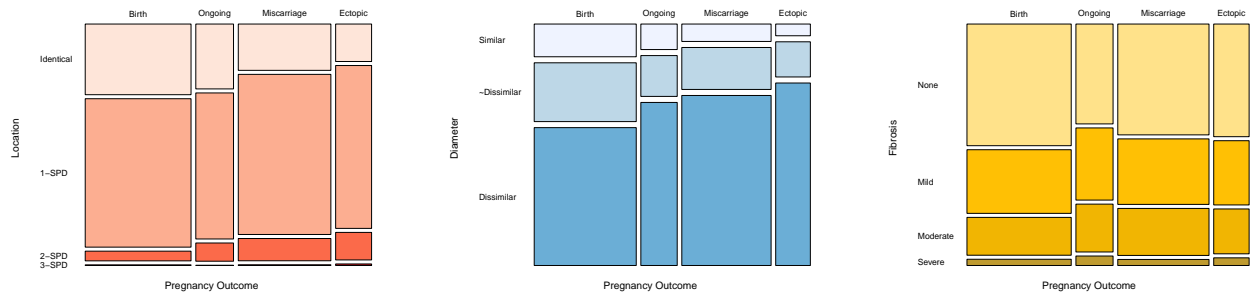 Birth Ongoing Miscarriage Ectopic
Identical
1−SPD
2−SPD
3−SPD
Location
Pregnancy Outcome
Birth Ongoing Miscarriage Ectopic
Similar
~Dissimilar
Dissimilar
Diameter
Pregnancy Outcome
Birth Ongoing Miscarriage Ectopic
None
Mild
Moderate
Severe
Fibrosis
Pregnancy Outcome